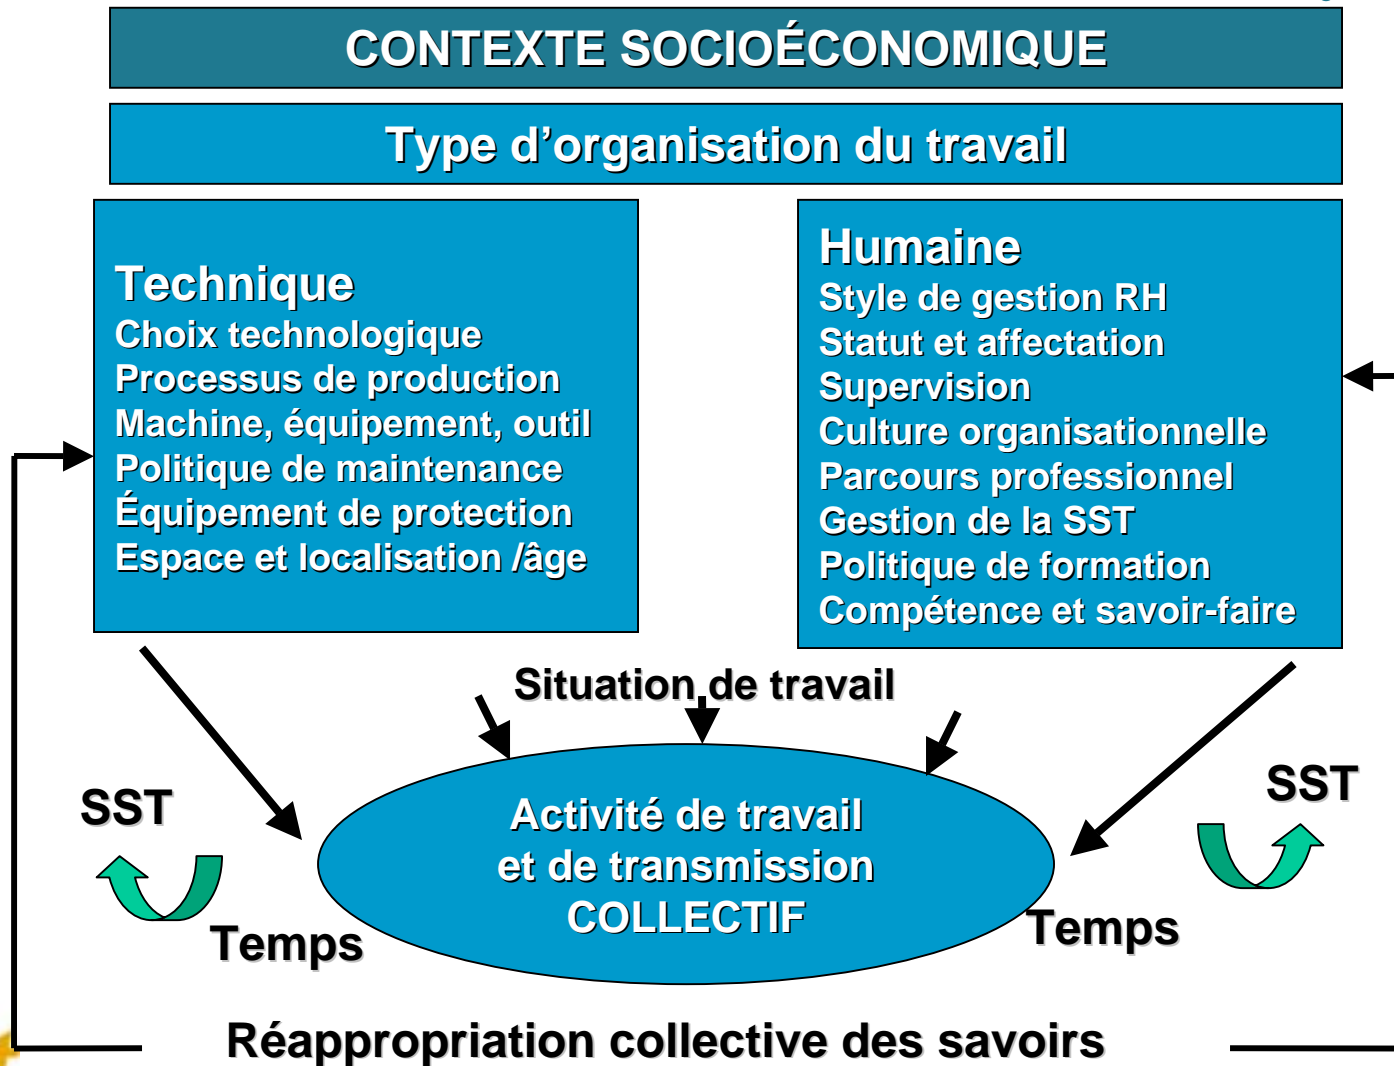 CONTEXTE SOCIOÉCONOMIQUE
Type d’organisation du travail
Technique
Choix technologique
Processus de production
Machine, équipement, outil
Politique de maintenance
Équipement de protection
Espace et localisation /âge
Humaine
Style de gestion RH
Statut et affectation
Supervision
Culture organisationnelle
Parcours professionnel
Gestion de la SST
Politique de formation
Compétence et savoir-faire
Situation de travail
SST
SST
Activité de travail
et de transmission
COLLECTIF
Temps
Temps
Réappropriation collective des savoirs